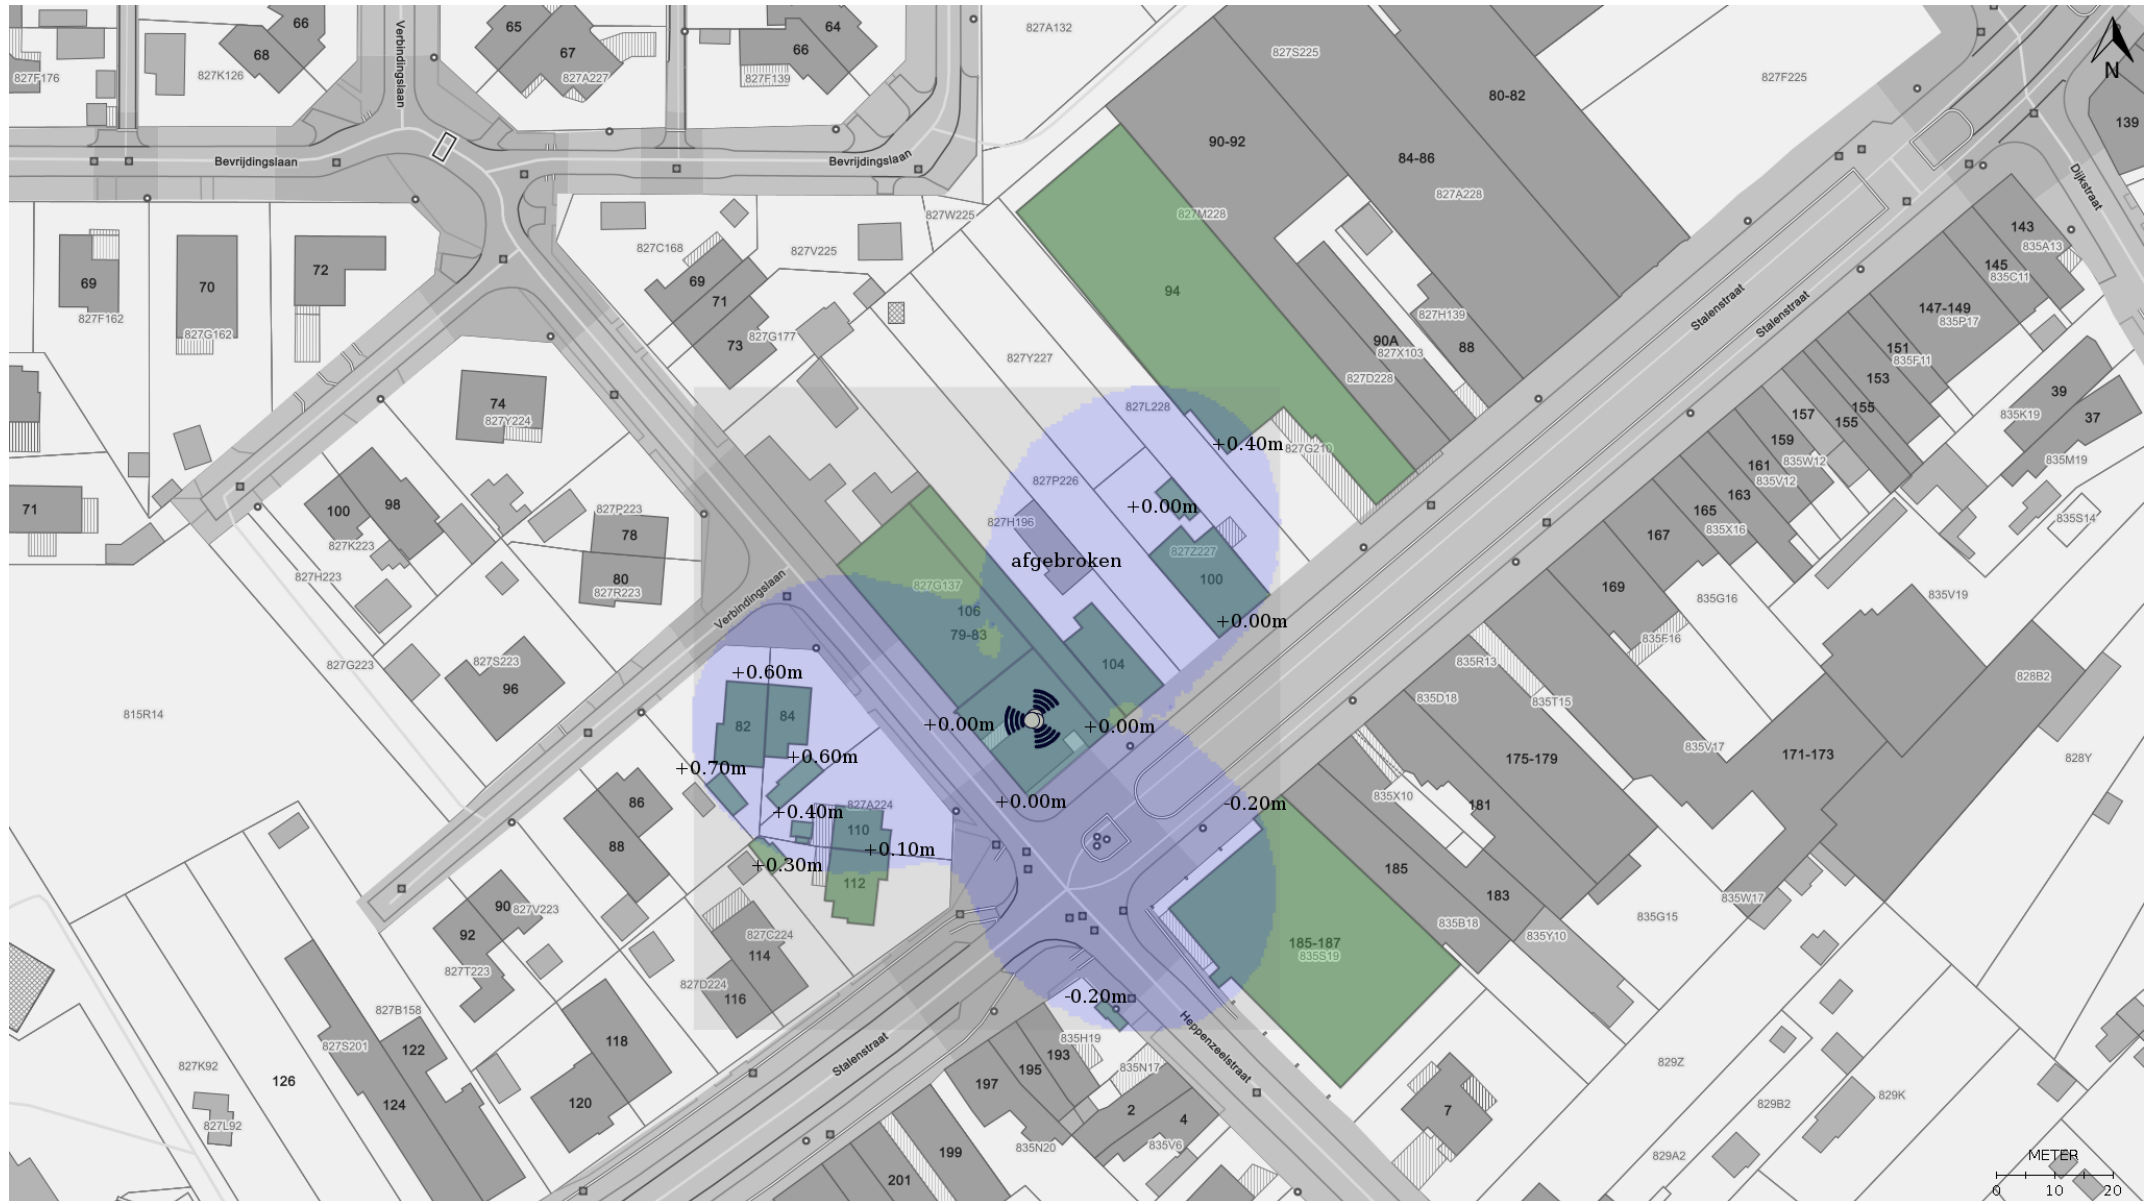 66
65
64
68
67
66
827F176
827K126
827A227
827F139
Verbindingslaan
827A132
827S225
80-82
827F225
N
139
90-92
84-86
827A228
Bevrijdingslaan
Bevrijdingslaan
Dijkstraat
827W225
827M228
827C168
827V225
143
835A13
145
835C11
69
70
72
69
71
94
Stalenstraat
Stalenstraat
147-149
835P17
827F162
827G162
827G177
73
827H139
88
90A
827X103
827D228
827Y227
151
835F11
153
39
37
835K19
74
827Y224
827L228
157
155
155
159
+0.40m
827G210
161
835W12
835V12
835M19
827P226
163
71
100
98
827P223
+0.00m
165
835X16
835S14
827H196
78
827K223
827Z227
167
afgebroken
80
827R223
827H223
827G137
100
169
835G16
835V19
Verbindingslaan
106
79-83
+0.00m
835F16
827G223
827S223
96
+0.60m
104
835R13
828B2
835D18
835T15
815R14
82
84
+0.00m
+0.00m
835V17
171-173
175-179
828Y
+0.60m
+0.70m
86
+0.40m
827A224
+0.00m
-0.20m
835X10
181
88
110
+0.10m
+0.30m
185
112
183
835W17
90
827V223
835G15
92
827C224
185-187
835S19
835B18
835Y10
827T223
114
827D224
116
-0.20m
827B158
Heppenzeelstraat
118
122
827S201
835H19
193
Stalenstraat
195
835N17
829Z
827K92
126
197
829K
124
120
2
4
7
829B2
827L92
835N20
835V6
199
829A2
METER
201
0 10 20